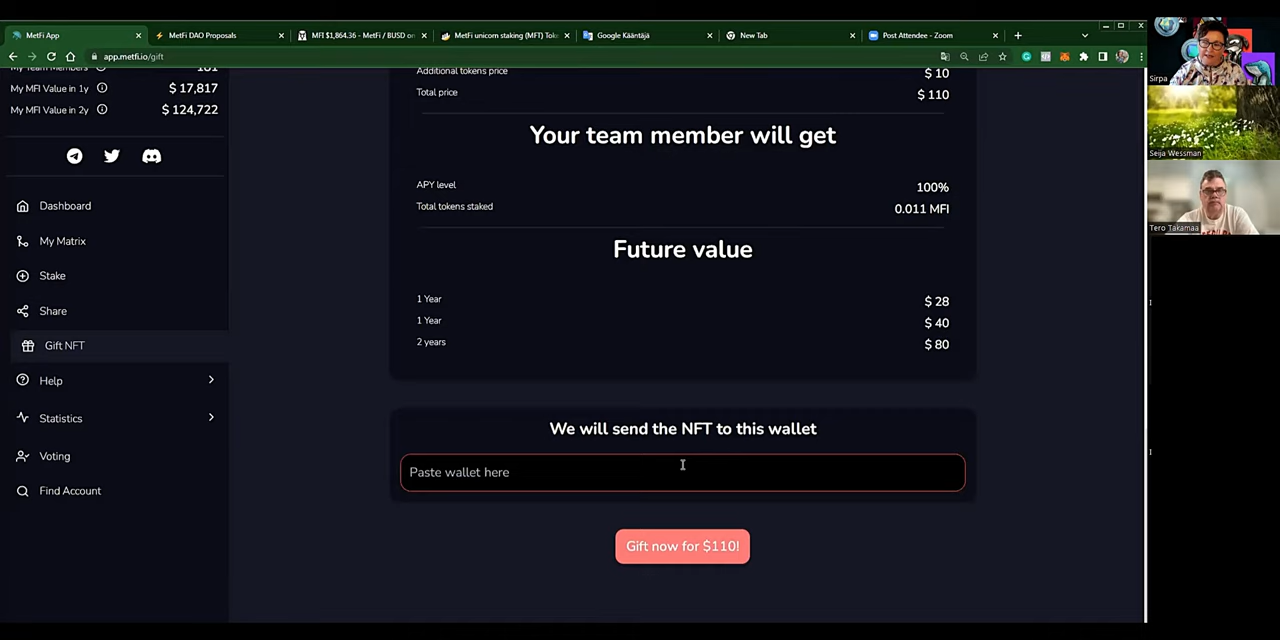 MetFi App
MetFi DAO Proposals
MFI $1,864.36 - MetFi / BUSD on
MetFi unicorn staking (MFT) Tok
Google Kääntäjä
New Tab
Post Attendee - Zoom
app.metfi.io/gift
My Team Members
My MFI Value in 1y
$ 17,817
My MFI Value in 2y
$ 124,722
Dashboard
My Matrix
Stake
Share
Gift NFT
Help
Statistics
Voting
Find Account
Additional tokens price
$ 10
Total price
$ 110
Your team member will get
APY level
100%
Total tokens staked
0.011 MFI
Future value
1 Year
$ 28
1 Year
$ 40
2 years
$ 80
We will send the NFT to this wallet
Paste wallet here
Gift now for $110!
Sirpa
Seija Wessman
Tero Takamaa